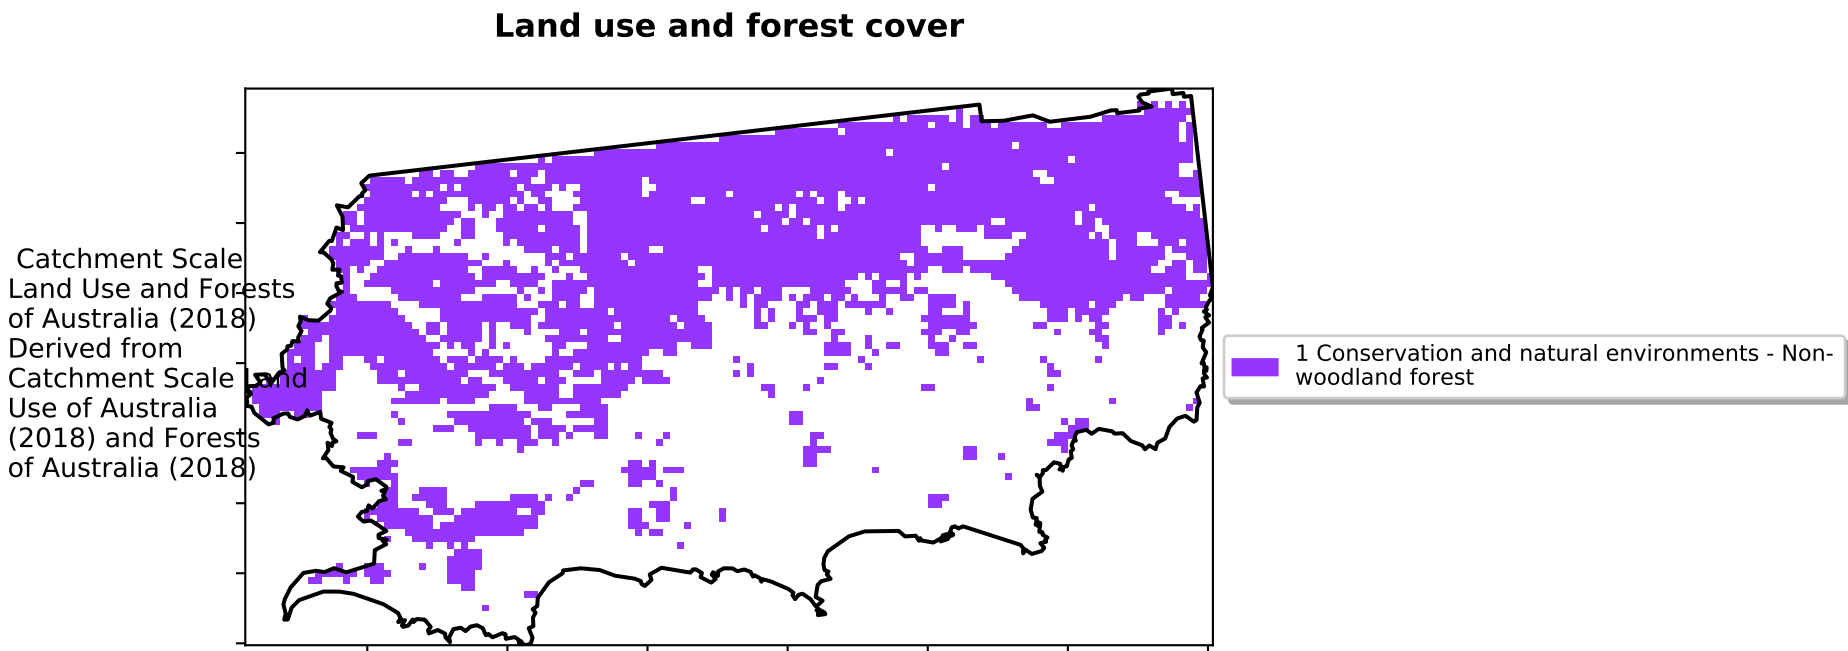 Land use and forest cover
Catchment Scale
Land Use and Forests
of Australia (2018)
Derived from
Catchment Scale Land
Use of Australia
(2018) and Forests
of Australia (2018)
1 Conservation and natural environments - Non-
woodland forest